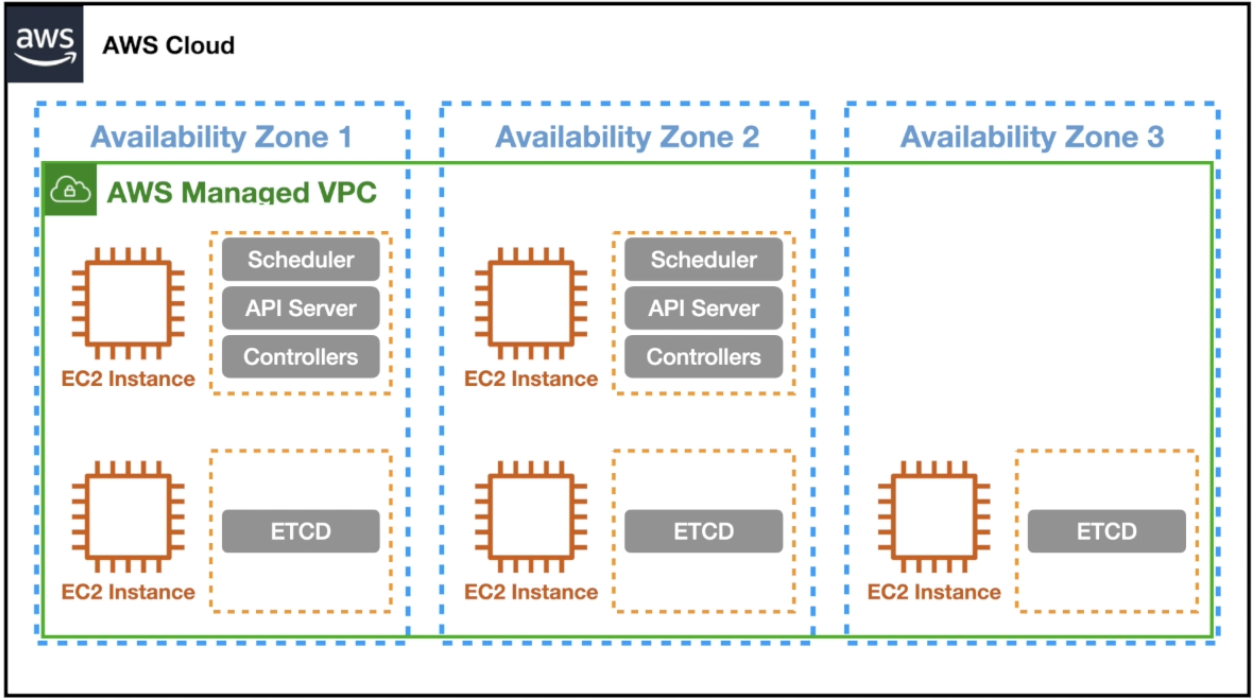 aws
AWS Cloud
Availability Zone 1
Availability Zone 2
Availability Zone 3
AWS Managed VPC
Scheduler
API Server
Controllers
EC2 Instance
Scheduler
API Server
Controllers
EC2 Instance
ETCD
EC2 Instance
ETCD
EC2 Instance
ETCD
EC2 Instance